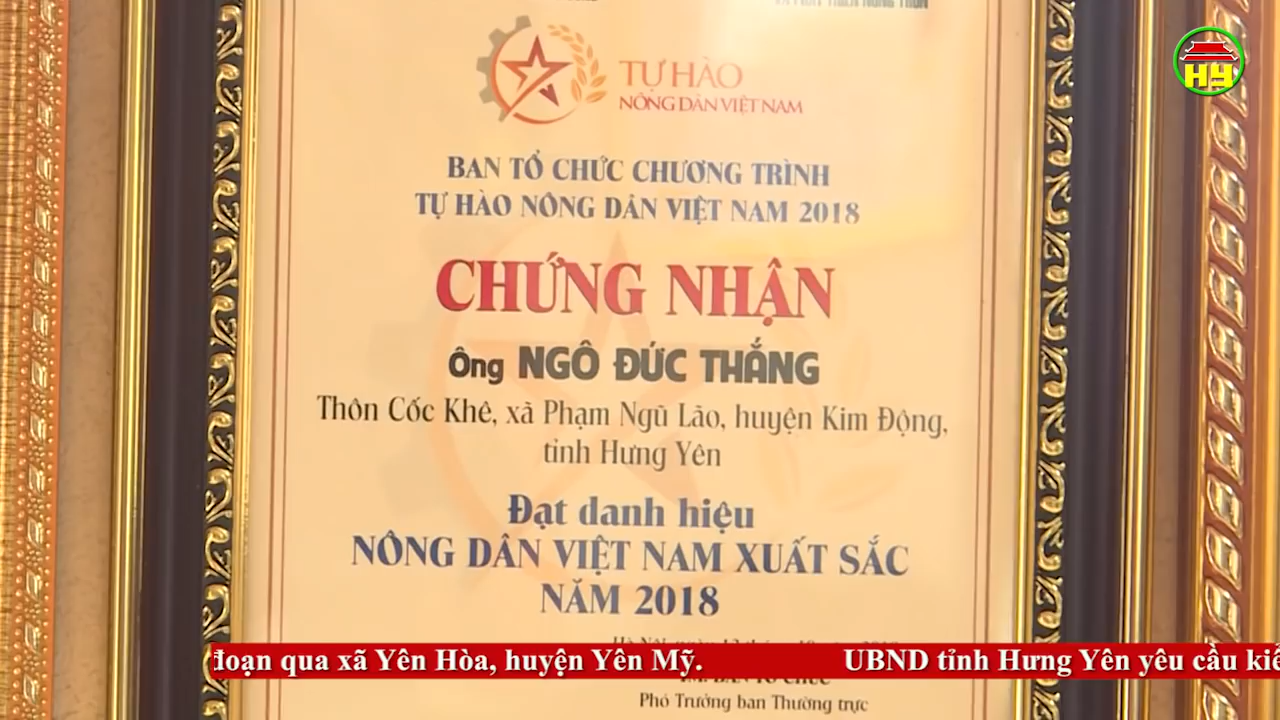 HY
TỰ HÀO
NÔNG DÂN VIỆT NAM
BAN TỔ CHỨC CHƯƠNG TRÌNH
TỰ HÀO NÔNG DÂN VIỆT NAM 2018
CHỨNG NHẬN
Ông NGÔ ĐỨC THẮNG
Thôn Cốc Khê, xã Phạm Ngũ Lão, huyện Kim Động,
tỉnh Hưng Yên
Đạt danh hiệu
NÔNG DÂN VIỆT NAM XUẤT SẮC
NĂM 2018
đoạn qua xã Yên Hòa, huyện Yên Mỹ. UBND tỉnh Hưng Yên yêu cầu
Phó Trưởng ban Thường trực